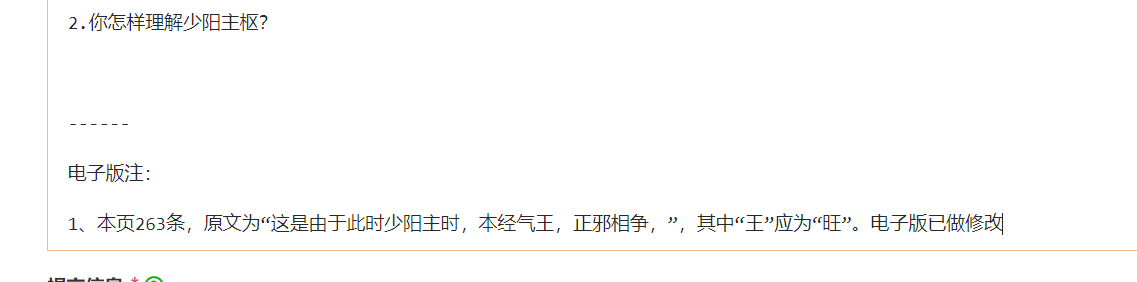 2.你怎样理解少阳主枢?
------
电子版注:
1、本页263条，原文为“这是由于此时少阳主时，本经气王，正邪相争，”，其中“王”应为“旺”。电子版已做修改